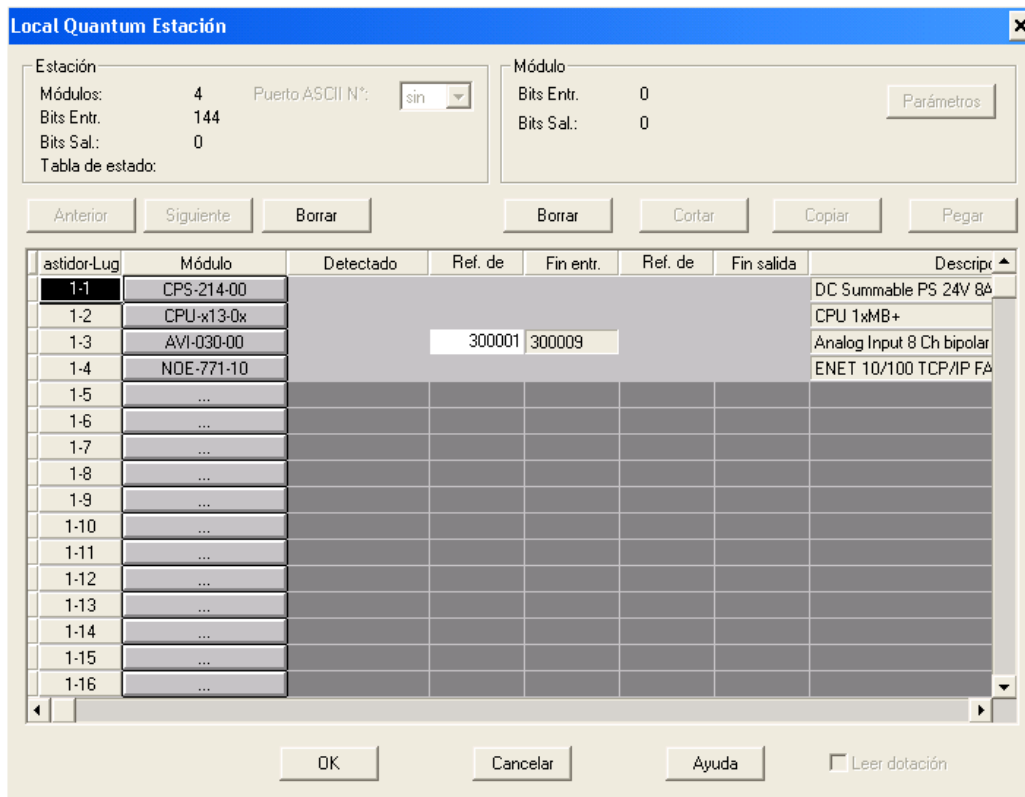 Local Quantum Estación
Estación
Módulos: 4 Puerto ASCII N°: sin
Bits Entr. 144
Bits Sal.: 0
Tabla de estado:
Módulo
Bits Entr. 0
Bits Sal.: 0
Parámetros
Anterior Siguiente Borrar Borrar Cortar Copiar Pegar
astidor-Lug Módulo Detectado Ref. de Fin entr. Ref. de Fin salida Descripc
1-1 CPS-214-00 DC Summable PS 24V 8A
1-2 CPU-x13-0x CPU 1xMB+
1-3 AVI-030-00 300001 300009 Analog Input 8 Ch bipolar
1-4 NOE-771-10 ENET 10/100 TCP/IP FA
1-5 ...
1-6 ...
1-7 ...
1-8 ...
1-9 ...
1-10 ...
1-11 ...
1-12 ...
1-13 ...
1-14 ...
1-15 ...
1-16 ...
OK Cancelar Ayuda Leer dotación